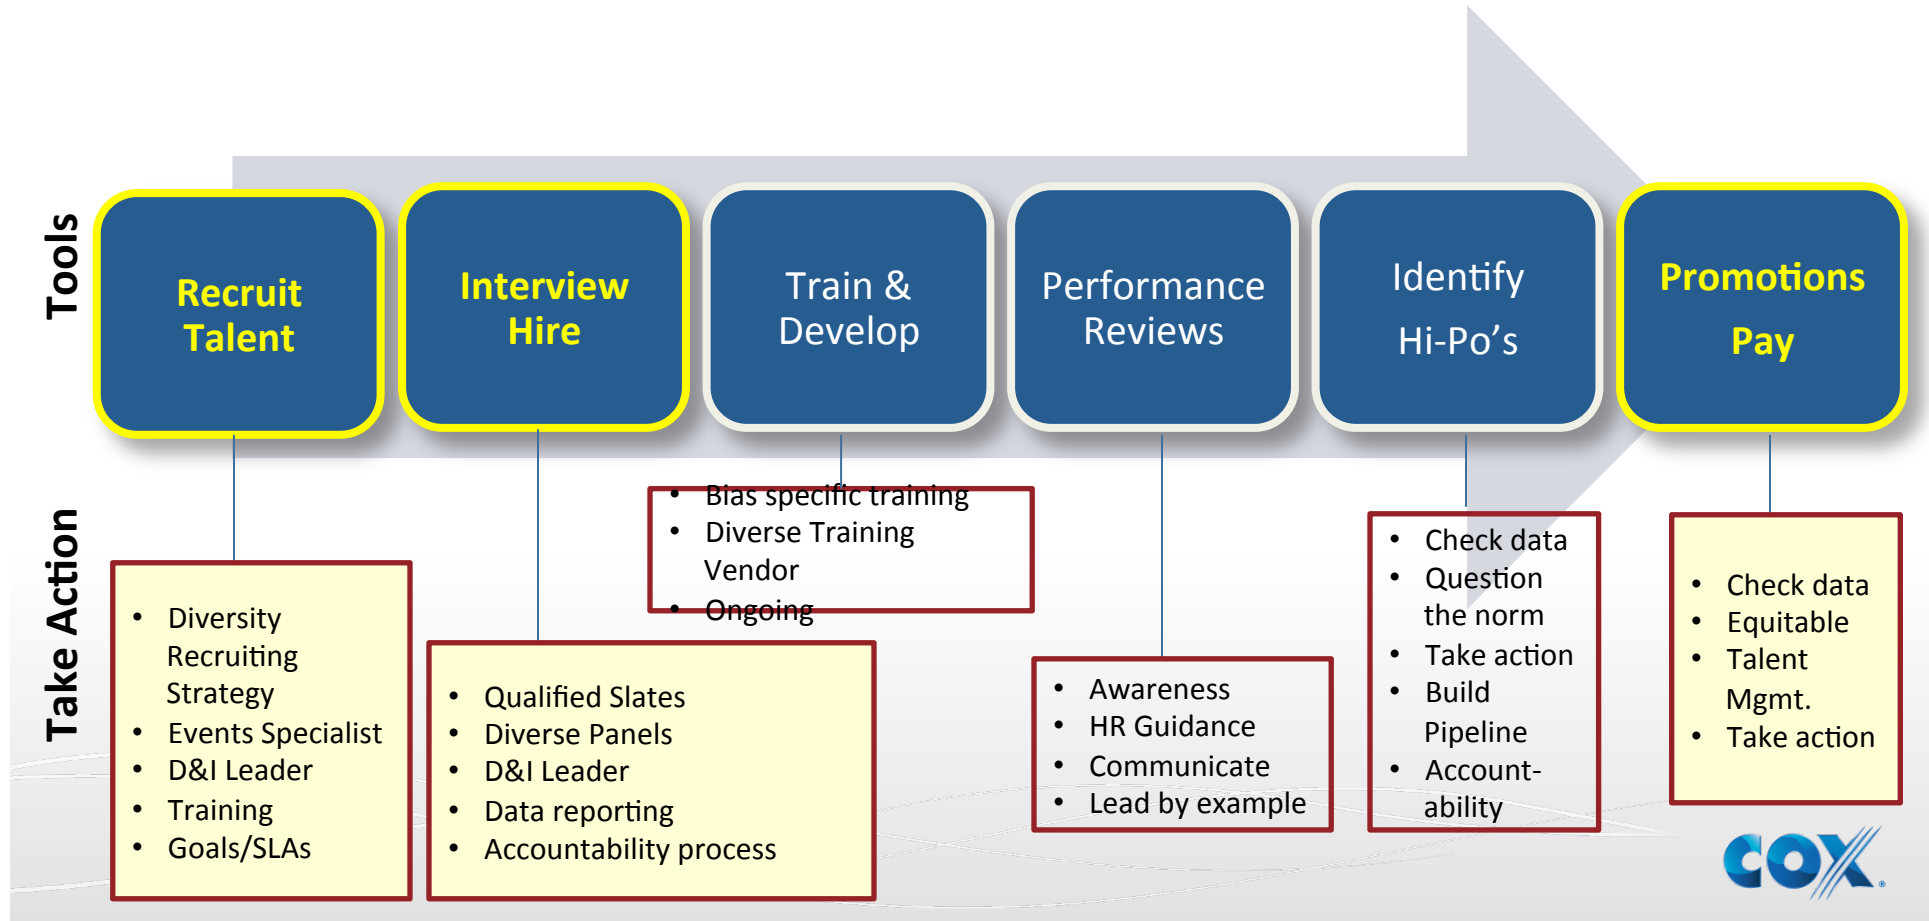 Tools
Recruit
Talent
Interview
Hire
Train &
Develop
Performance
Reviews
Identify
Hi-Po’s
Promotions
Pay
Take Action
• Diversity
Recruiting
Strategy
• Events Specialist
• D&I Leader
• Training
• Goals/SLAs
• Qualified Slates
• Diverse Panels
• D&I Leader
• Data reporting
• Accountability process
• Bias specific training
• Diverse Training
Vendor
• Ongoing
• Awareness
• HR Guidance
• Communicate
• Lead by example
• Check data
• Question
the norm
• Take action
• Build
Pipeline
• Account-
ability
• Check data
• Equitable
• Talent
Mgmt.
• Take action
COX